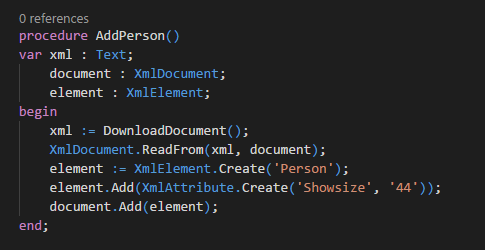 0 references
procedure AddPerson()
var xml : Text;
    document : XmlDocument;
    element : XmlElement;
begin
    xml := DownloadDocument();
    XmlDocument.ReadFrom(xml, document);
    element := XmlElement.Create('Person');
    element.Add(XmlAttribute.Create('Showsize', '44'));
    document.Add(element);
end;